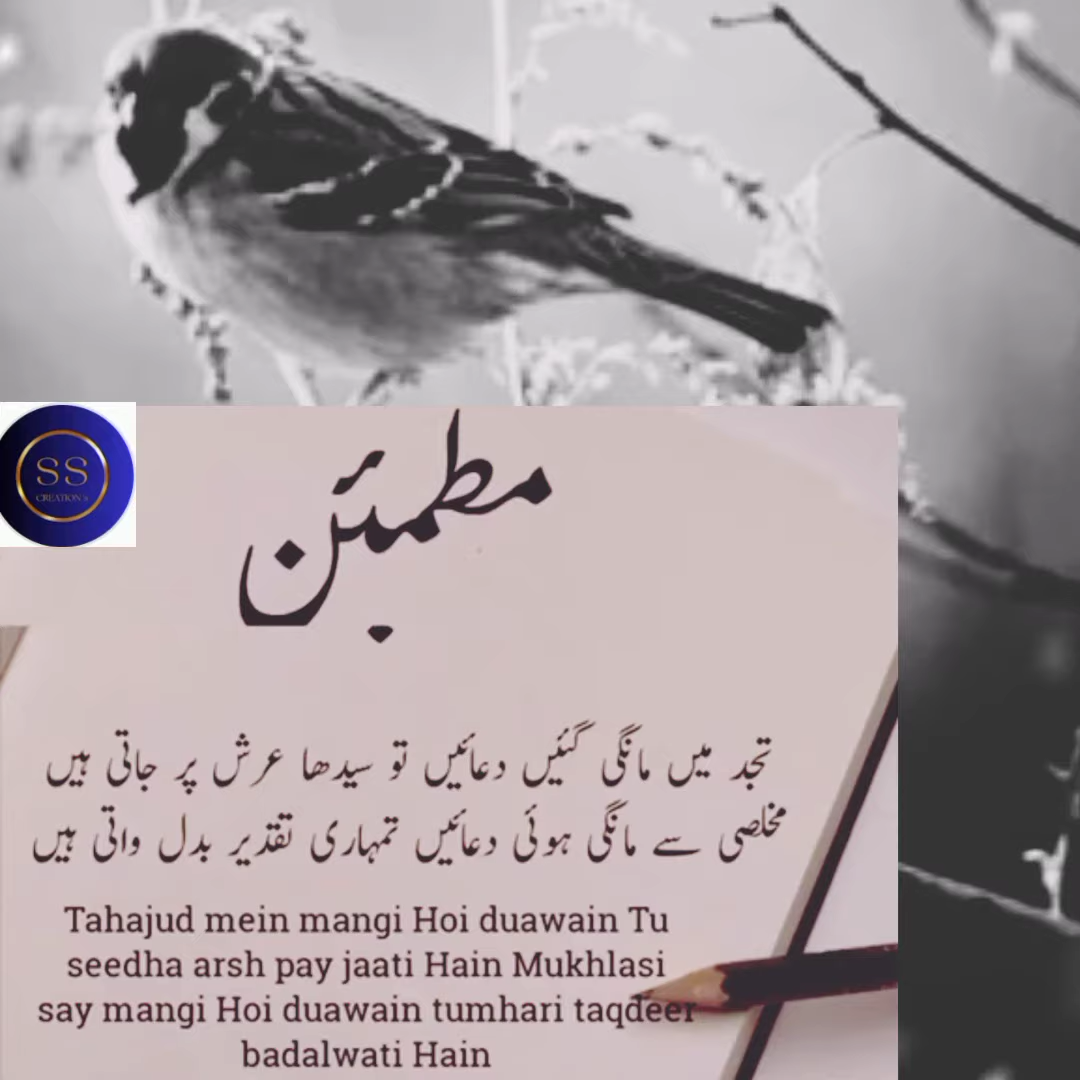 SS
CREATION's
مطمئن
تجد میں مانگی گئیں دعائیں تو سیدھا عرش پر جاتی ہیں
مخلصی سے مانگی ہوئی دعائیں تمہاری تقذیر بدل واتی ہیں
Tahajud mein mangi Hoi duawain Tu
seedha arsh pay jaati Hain Mukhlasi
say mangi Hoi duawain tumhari taqdeer
badalwati Hain